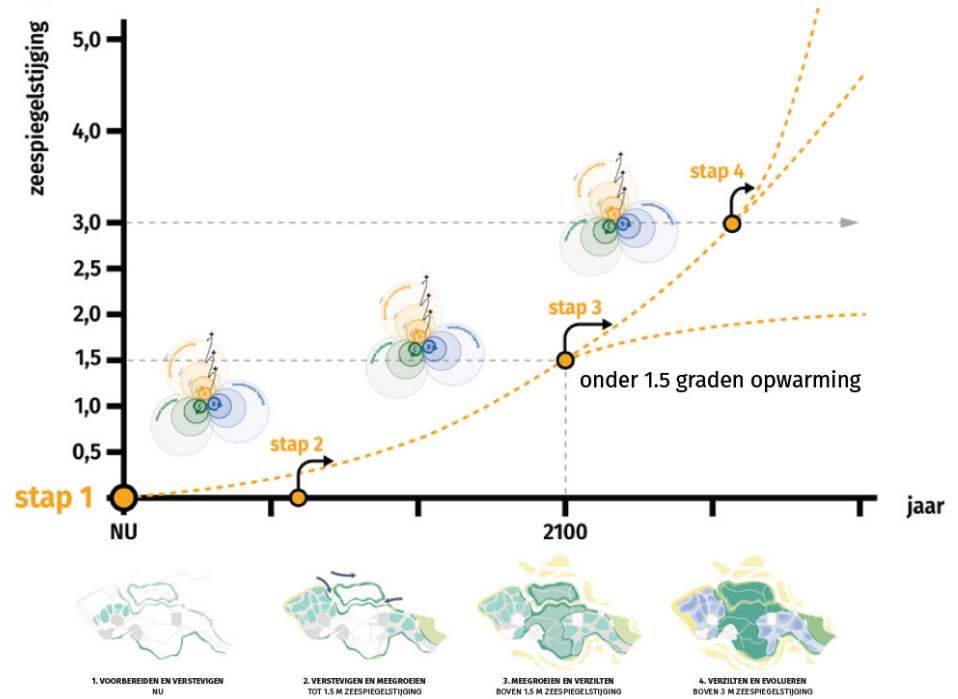 zeespiegelstijging
5,0
4,0
3,0
2,5
2,0
1,5
1,0
0,5
stap 4
stap 3
onder 1.5 graden opwarming
stap 2
stap 1
NU
2100
jaar
1. VOORBEREIDEN EN VERSTEVIGEN
NU
2. VERSTEVIGEN EN MEEGROEIEN
TOT 1.5 M ZEESPIEGELSTIJGING
3. MEEGROEIEN EN VERZILTEN
BOVEN 1.5 M ZEESPIEGELSTIJGING
4. VERZILTEN EN EVOLUEREN
BOVEN 3 M ZEESPIEGELSTIJGING